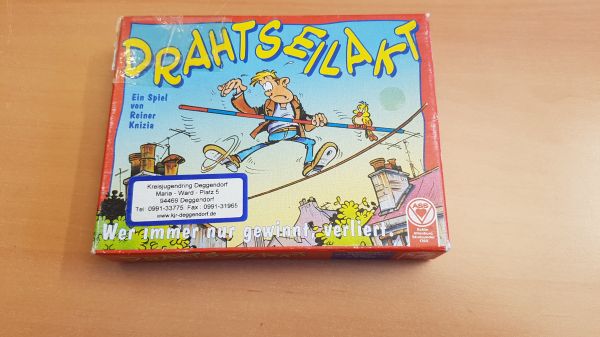 DRAHTSEILAKT
Ein Spiel
von
Reiner
Knizia
Kreisjugendring Deggendorf
Maria - Ward - Platz 5
94469 Deggendorf
Tel. 0991-33775 Fax : 0991-31965
www.kjr-deggendorf.de
Wer immer nur gewinnt, verliert.
ASS